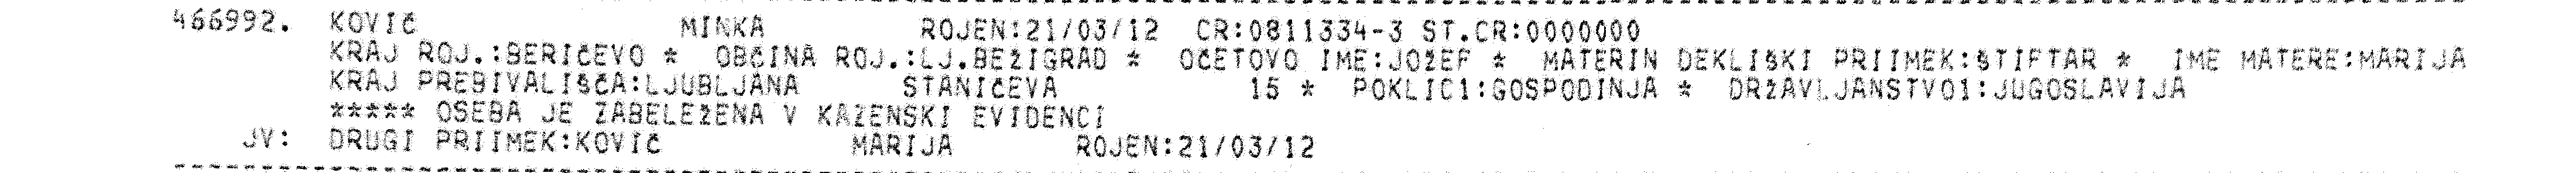 466992. KOVIČ MINKA ROJEN:21/03/12 CR:0811334-3 ST.CR:0000000
KRAJ ROJ.:BERIČEVO * OBČINA ROJ.:LJ.BEŽIGRAD * OČETOVO IME:JOŽEF * MATERIN DEKLIŠKI PRIIMEK:ŠTIFTAR * IME MATERE:MARIJA
KRAJ PREBIVALIŠČA:LJUBLJANA STANIČEVA 15 * POKLIC1:GOSPODINJA * DRŽAVLJANSTVO1:JUGOSLAVIJA
***** OSEBA JE ZABELEŽENA V KAZENSKI EVIDENCI
JV: DRUGI PRIIMEK:KOVIČ MARIJA ROJEN:21/03/12